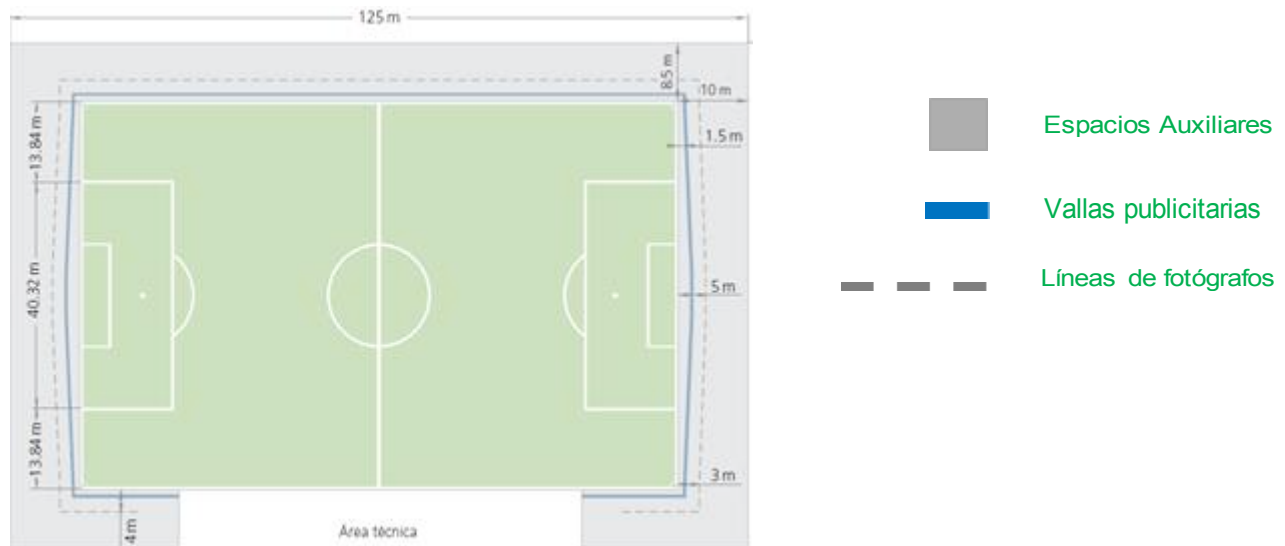 125 m
8.5 m
10 m
13.84 m
1.5 m
Espacios Auxiliares
Vallas publicitarias
40.32 m
5 m
Líneas de fotógrafos
13.84 m
3 m
4 m
Área técnica